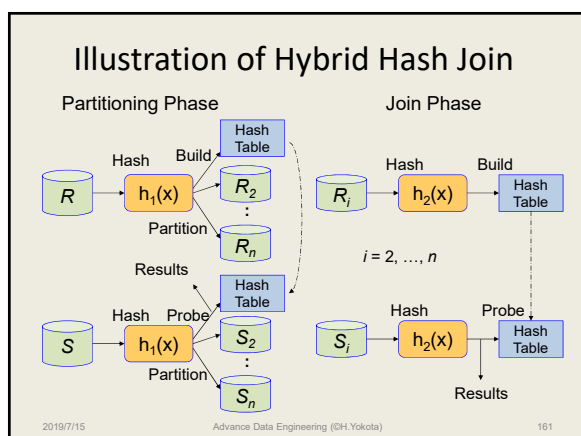 Illustration of Hybrid Hash Join
Partitioning Phase
Hash
Table
Hash
Build
R
h₁(x)
R₂
:
Partition
Rₙ
Results
Hash
Table
Hash
Probe
S
h₁(x)
S₂
:
Partition
Sₙ
Join Phase
Hash
Build
Rᵢ
h₂(x)
Hash
Table
i = 2, …, n
Hash
Probe
Sᵢ
h₂(x)
Hash
Table
Results
2019/7/15
Advance Data Engineering (©H.Yokota)
161